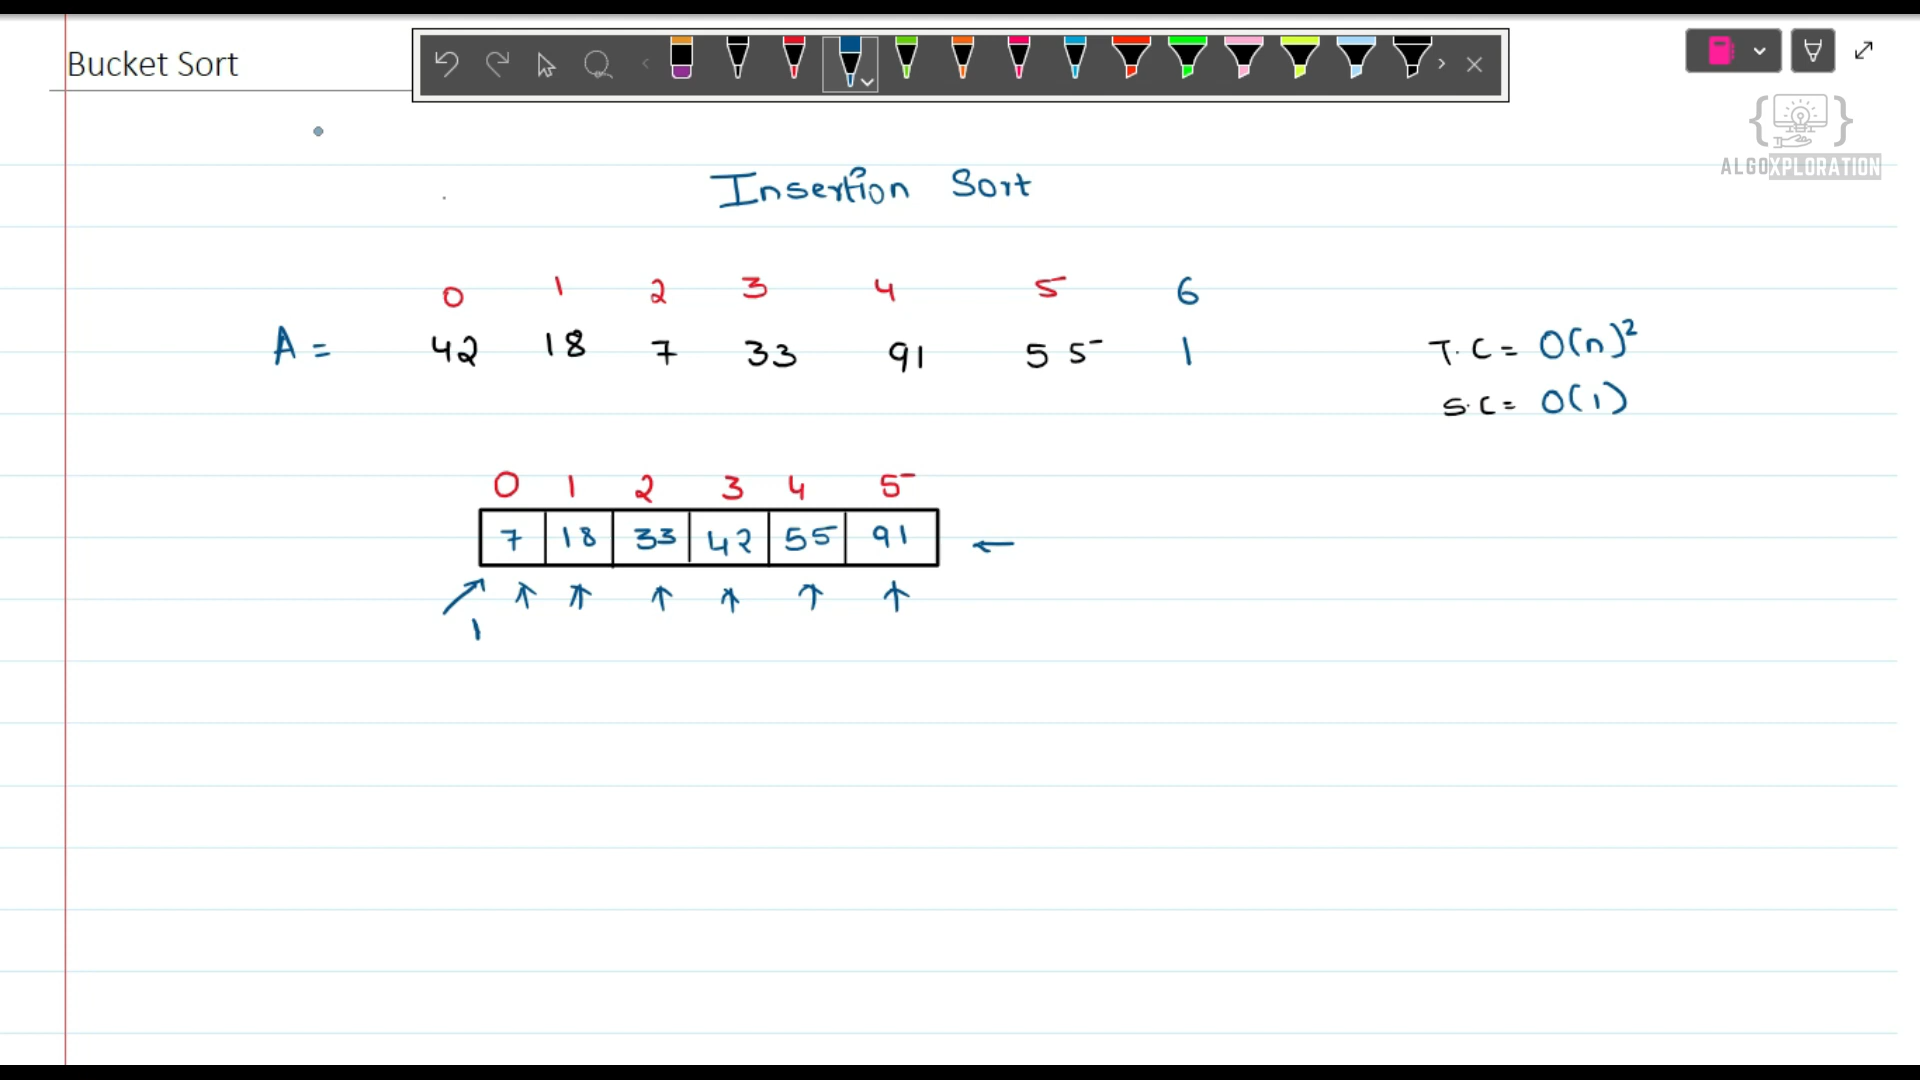 Bucket Sort
ALGOXPLORATION
Insertion Sort
0 1 2 3 4 5 6
A = 42 18 7 33 91 55 1
T.C = O(n)²
S.C = O(1)
0 1 2 3 4 5
7 18 33 42 55 91
1